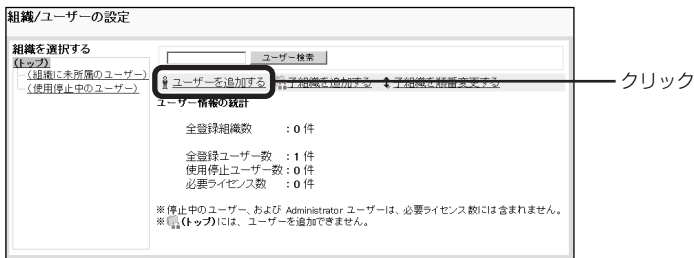 組織/ユーザーの設定
組織を選択する
(トップ)
(組織に未所属のユーザー)
(使用停止中のユーザー)
ユーザー検索
ユーザーを追加する 子組織を追加する 子組織を順番変更する
クリック
ユーザー情報の統計
全登録組織数 : 0 件
全登録ユーザー数 : 1 件
使用停止ユーザー数 : 0 件
必要ライセンス数 : 0 件
※停止中のユーザー、および Administrator ユーザーは、必要ライセンス数には含まれません。
※(トップ)には、ユーザーを追加できません。